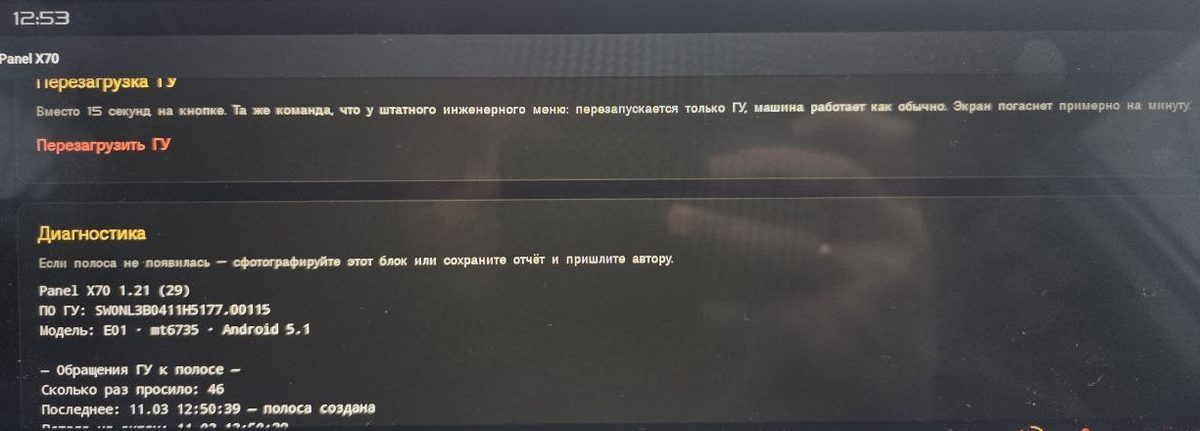 12:53
Panel X70
Перезагрузка ГУ
Вместо 15 секунд на кнопке. Та же команда, что у штатного инженерного меню: перезапускается только ГУ, машина работает как обычно. Экран погаснет примерно на минуту.
Перезагрузить ГУ
Диагностика
Если полоса не появилась — сфотографируйте этот блок или сохраните отчёт и пришлите автору.
Panel X70 1.21 (29)
ПО ГУ: SW0NL3B0411H5177.00115
Модель: E01 · mt6735 · Android 5.1
— Обращения ГУ к полосе —
Сколько раз просило: 46
Последнее: 11.03 12:50:39 — полоса создана